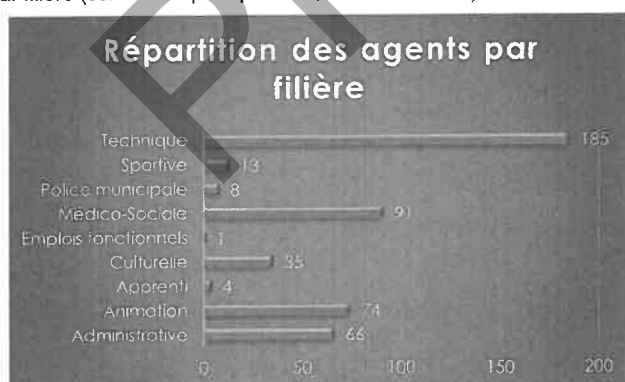 Répartition des agents par
filière
Technique 185
Sportive 13
Police municipale 8
Médico-Sociale 91
Emplois fonctionnels 1
Culturelle 35
Apprenti 4
Animation 74
Administrative 66
0 50 100 150 200